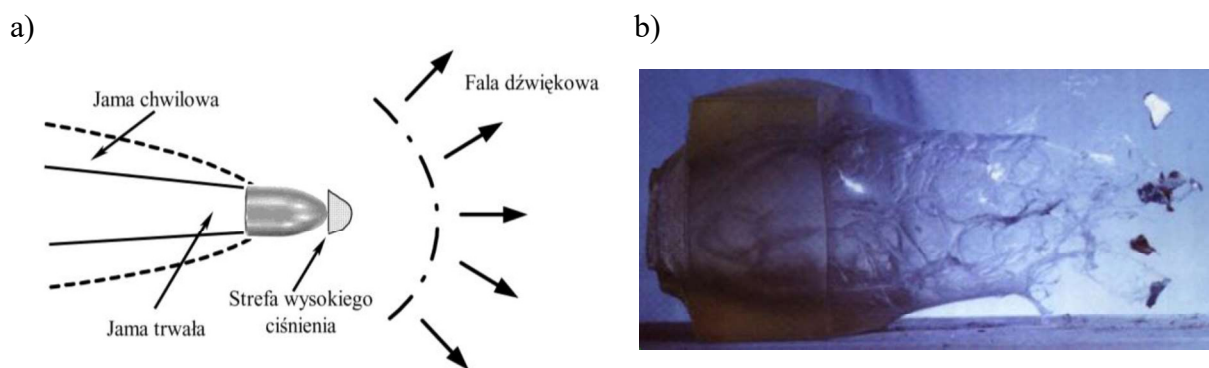 a)
b)
Jama chwilowa
Fala dźwiękowa
Jama trwała
Strefa wysokiego
ciśnienia